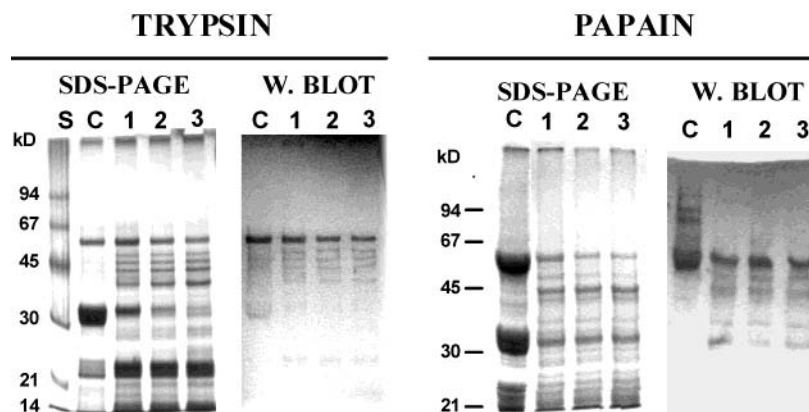 TRYPSIN
SDS-PAGE W. BLOT
S C 1 2 3 C 1 2 3
kD
94
67
45
30
21
14
PAPAIN
SDS-PAGE W. BLOT
C 1 2 3 C 1 2 3
kD
94
67
45
30
21